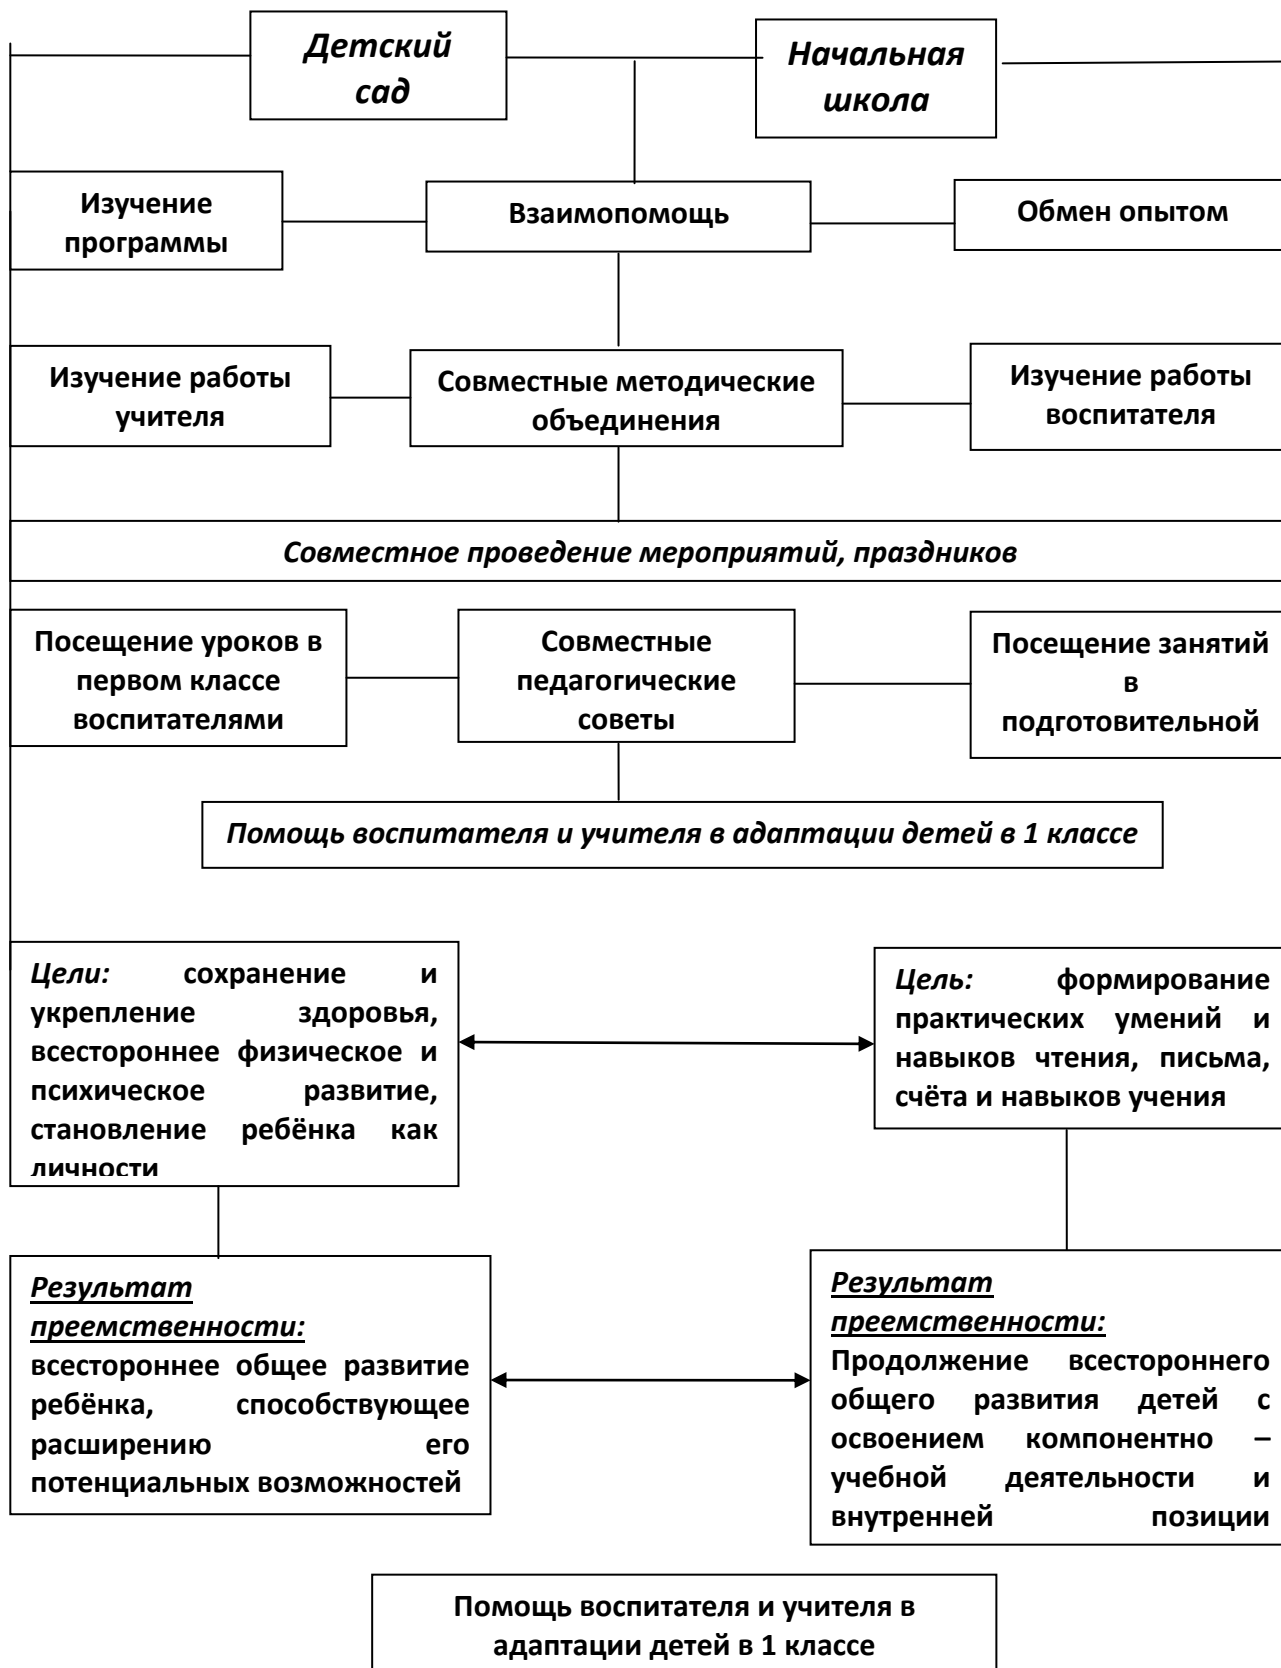 Детский
сад
Начальная
школа
Изучение
программы
Взаимопомощь
Обмен опытом
Изучение работы
учителя
Совместные методические
объединения
Изучение работы
воспитателя
Совместное проведение мероприятий, праздников
Посещение уроков в
первом классе
воспитателями
Совместные
педагогические
советы
Посещение занятий
в
подготовительной
Помощь воспитателя и учителя в адаптации детей в 1 классе
Цели: сохранение и
укрепление здоровья,
всестороннее физическое и
психическое развитие,
становление ребёнка как
личности
Цель: формирование
практических умений и
навыков чтения, письма,
счёта и навыков учения
Результат
преемственности:
всестороннее общее развитие
ребёнка, способствующее
расширению его
потенциальных возможностей
Результат
преемственности:
Продолжение всестороннего
общего развития детей с
освоением компонентно –
учебной деятельности и
внутренней позиции
Помощь воспитателя и учителя в
адаптации детей в 1 классе